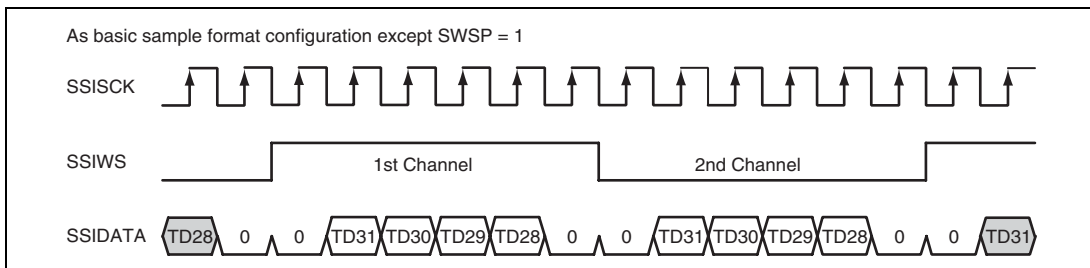 As basic sample format configuration except SWSP = 1
SSISCK
SSIWS 1st Channel 2nd Channel
SSIDATA TD28 0 0 TD31 TD30 TD29 TD28 0 0 TD31 TD30 TD29 TD28 0 0 TD31